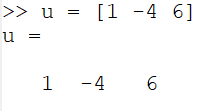 >> u = [1 -4 6]
u =
1 -4 6